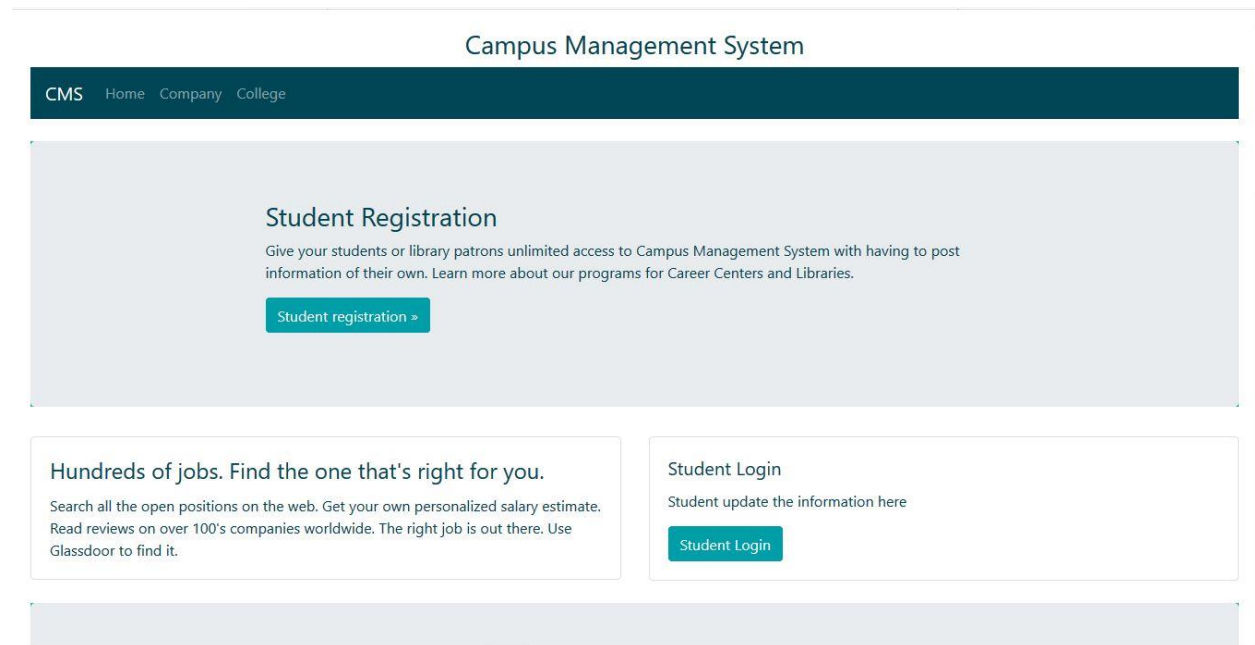 Campus Management System
CMS Home Company College
Student Registration
Give your students or library patrons unlimited access to Campus Management System with having to post
information of their own. Learn more about our programs for Career Centers and Libraries.
Student registration »
Hundreds of jobs. Find the one that's right for you.
Search all the open positions on the web. Get your own personalized salary estimate.
Read reviews on over 100's companies worldwide. The right job is out there. Use
Glassdoor to find it.
Student Login
Student update the information here
Student Login